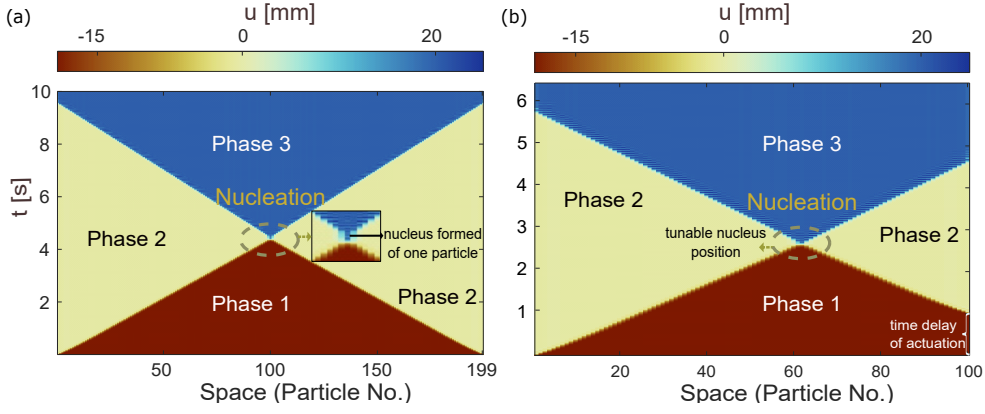 (a)
u [mm]
-15 0 20
10
8
6
4
2
t [s]
Phase 3
Nucleation
Phase 2
nucleus formed
of one particle
Phase 1
Phase 2
50 100 150 199
Space (Particle No.)
(b)
u [mm]
-15 0 20
6
5
4
3
2
1
Phase 3
Nucleation
Phase 2
tunable nucleus
position
Phase 2
Phase 1
time delay
of actuation
20 40 60 80 100
Space (Particle No.)